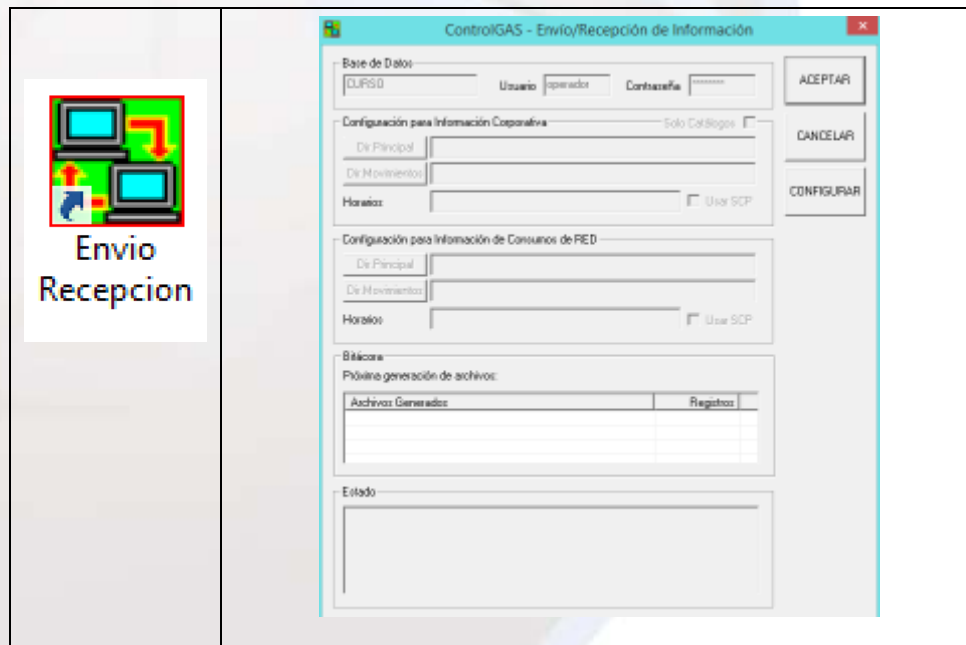 Envio
Recepcion
ControlGAS - Envío/Recepción de Información
Base de Datos
CURSO Usuario operador Contraseña ********
ACEPTAR
Configuración para Información Corporativa Solo Catálogos
Dir.Principal
CANCELAR
Dir.Movimientos
Horarios Usar SCP
CONFIGURAR
Configuración para Información de Consumos de RED
Dir.Principal
Dir.Movimientos
Horarios Usar SCP
Bitácora
Próxima generación de archivos:
Archivos Generados Registros
Estado